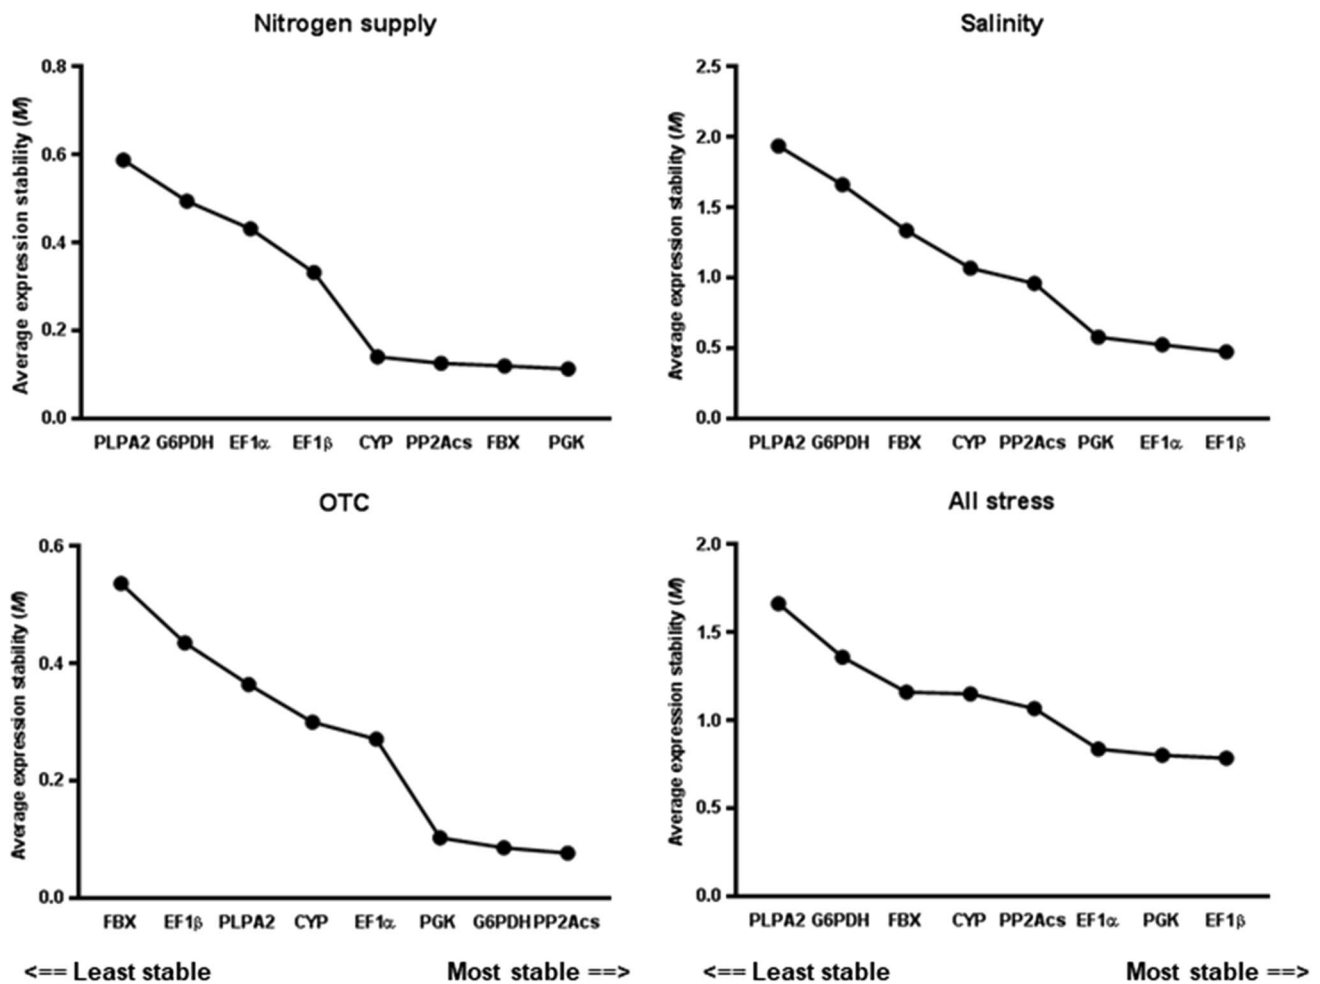 Nitrogen supply
Average expression stability (M)
0.8
0.6
0.4
0.2
0.0
PLPA2 G6PDH EF1α EF1β CYP PP2Acs FBX PGK
Salinity
Average expression stability (M)
2.5
2.0
1.5
1.0
0.5
0.0
PLPA2 G6PDH FBX CYP PP2Acs PGK EF1α EF1β
OTC
Average expression stability (M)
0.6
0.4
0.2
0.0
FBX EF1β PLPA2 CYP EF1α PGK G6PDH PP2Acs
<== Least stable Most stable ==>
All stress
Average expression stability (M)
2.0
1.5
1.0
0.5
0.0
PLPA2 G6PDH FBX CYP PP2Acs EF1α PGK EF1β
<== Least stable Most stable ==>